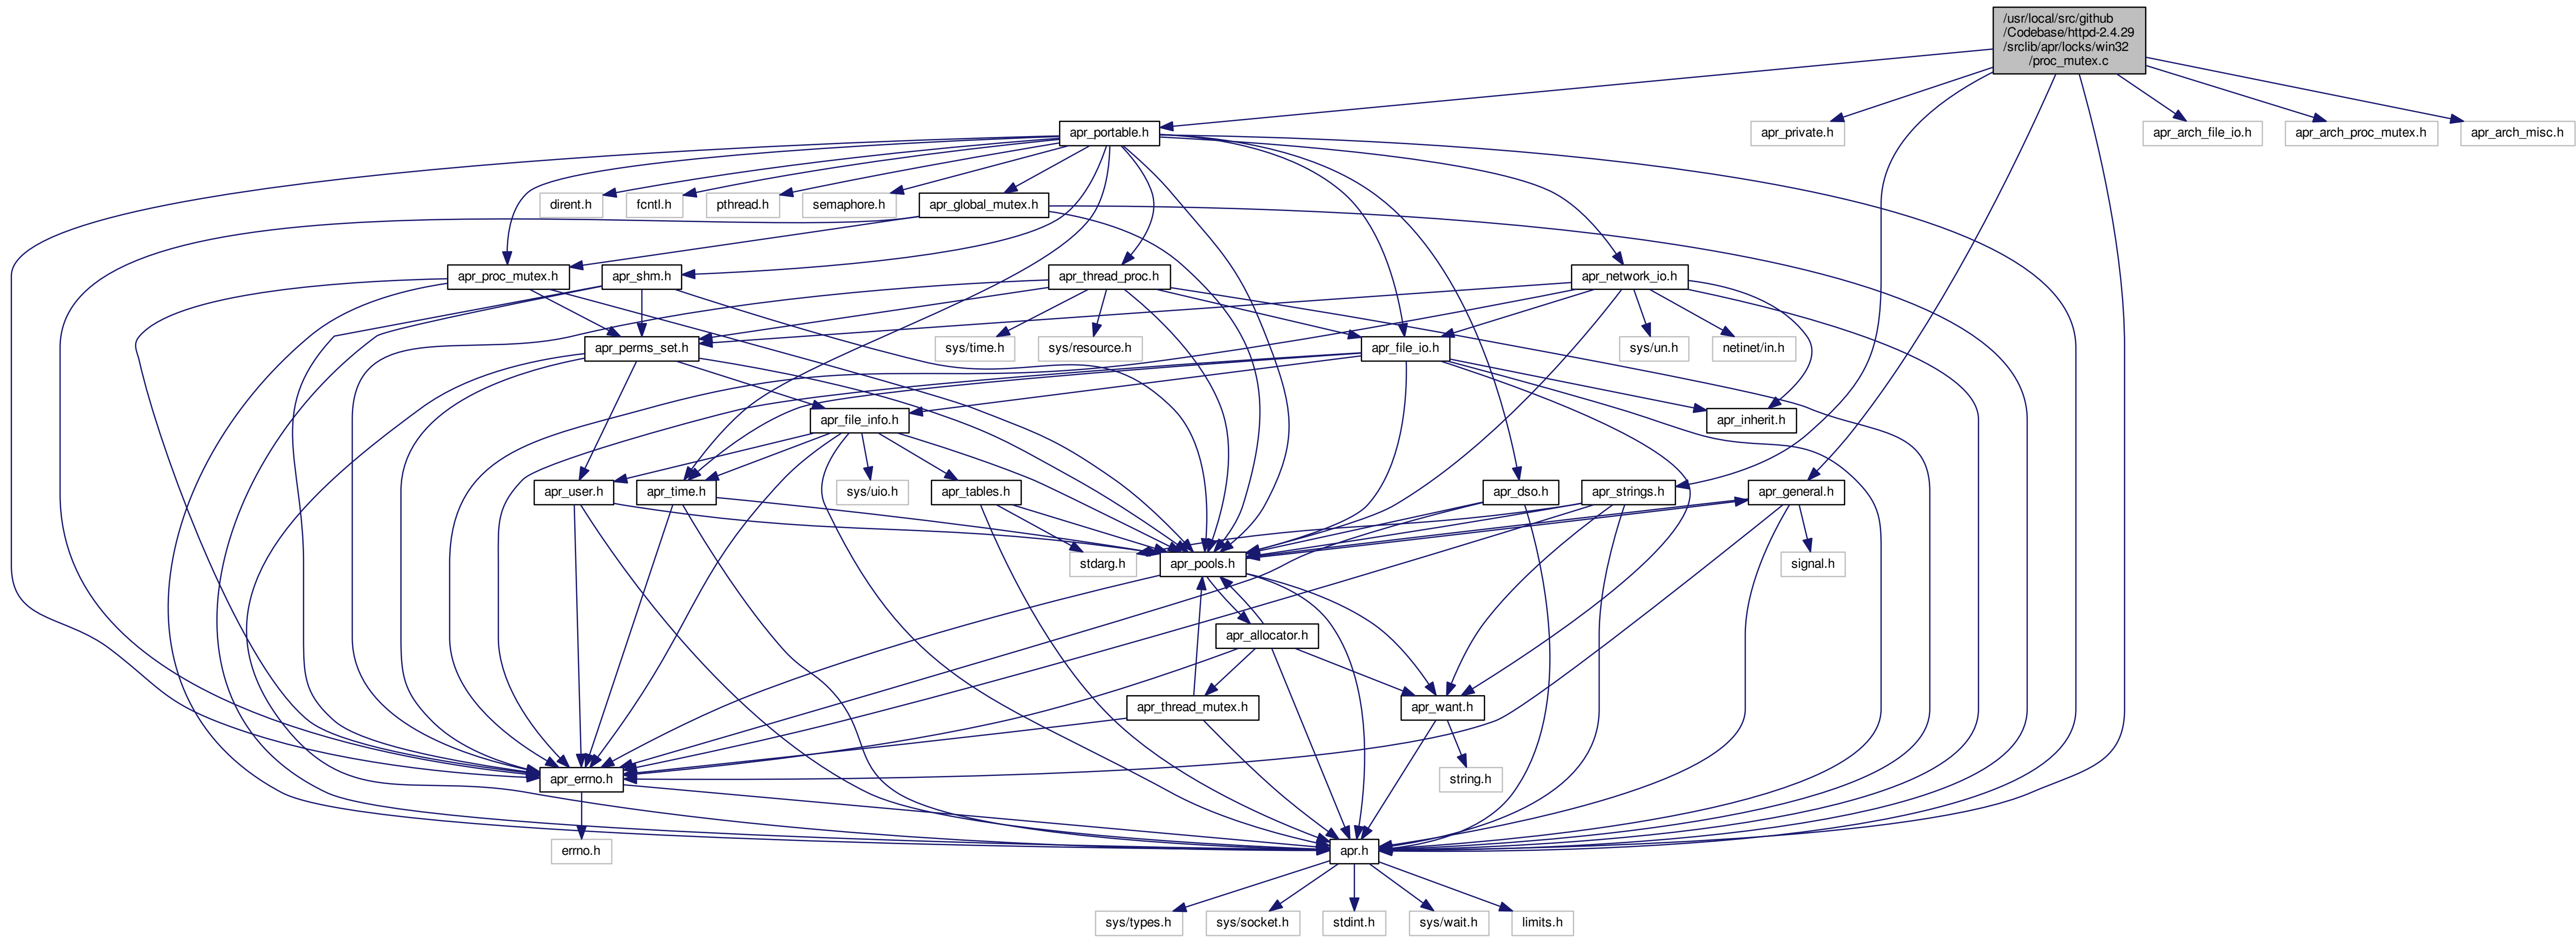 /usr/local/src/github
/Codebase/httpd-2.4.29
/srclib/apr/locks/win32
/proc_mutex.c
apr_portable.h
apr_private.h
apr_arch_file_io.h
apr_arch_proc_mutex.h
apr_arch_misc.h
dirent.h
fcntl.h
pthread.h
semaphore.h
apr_global_mutex.h
apr_proc_mutex.h
apr_shm.h
apr_thread_proc.h
apr_network_io.h
apr_perms_set.h
sys/time.h
sys/resource.h
apr_file_io.h
sys/un.h
netinet/in.h
apr_file_info.h
apr_inherit.h
apr_user.h
apr_time.h
sys/uio.h
apr_tables.h
apr_dso.h
apr_strings.h
apr_general.h
stdarg.h
apr_pools.h
signal.h
apr_allocator.h
apr_thread_mutex.h
apr_want.h
apr_errno.h
string.h
errno.h
apr.h
sys/types.h
sys/socket.h
stdint.h
sys/wait.h
limits.h